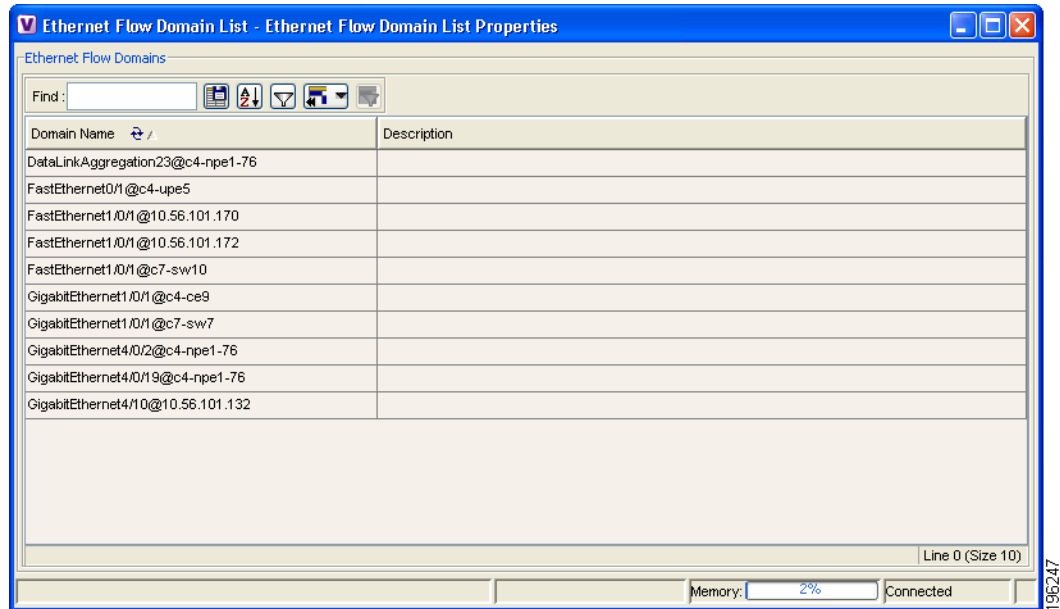 Ethernet Flow Domain List - Ethernet Flow Domain List Properties
Ethernet Flow Domains
Find :
Domain Name Description
DataLinkAggregation23@c4-npe1-76
FastEthernet0/1@c4-upe5
FastEthernet1/0/1@10.56.101.170
FastEthernet1/0/1@10.56.101.172
FastEthernet1/0/1@c7-sw10
GigabitEthernet1/0/1@c4-ce9
GigabitEthernet1/0/1@c7-sw7
GigabitEthernet4/0/2@c4-npe1-76
GigabitEthernet4/0/19@c4-npe1-76
GigabitEthernet4/10@10.56.101.132
Line 0 (Size 10)
Memory: 2% Connected
96247